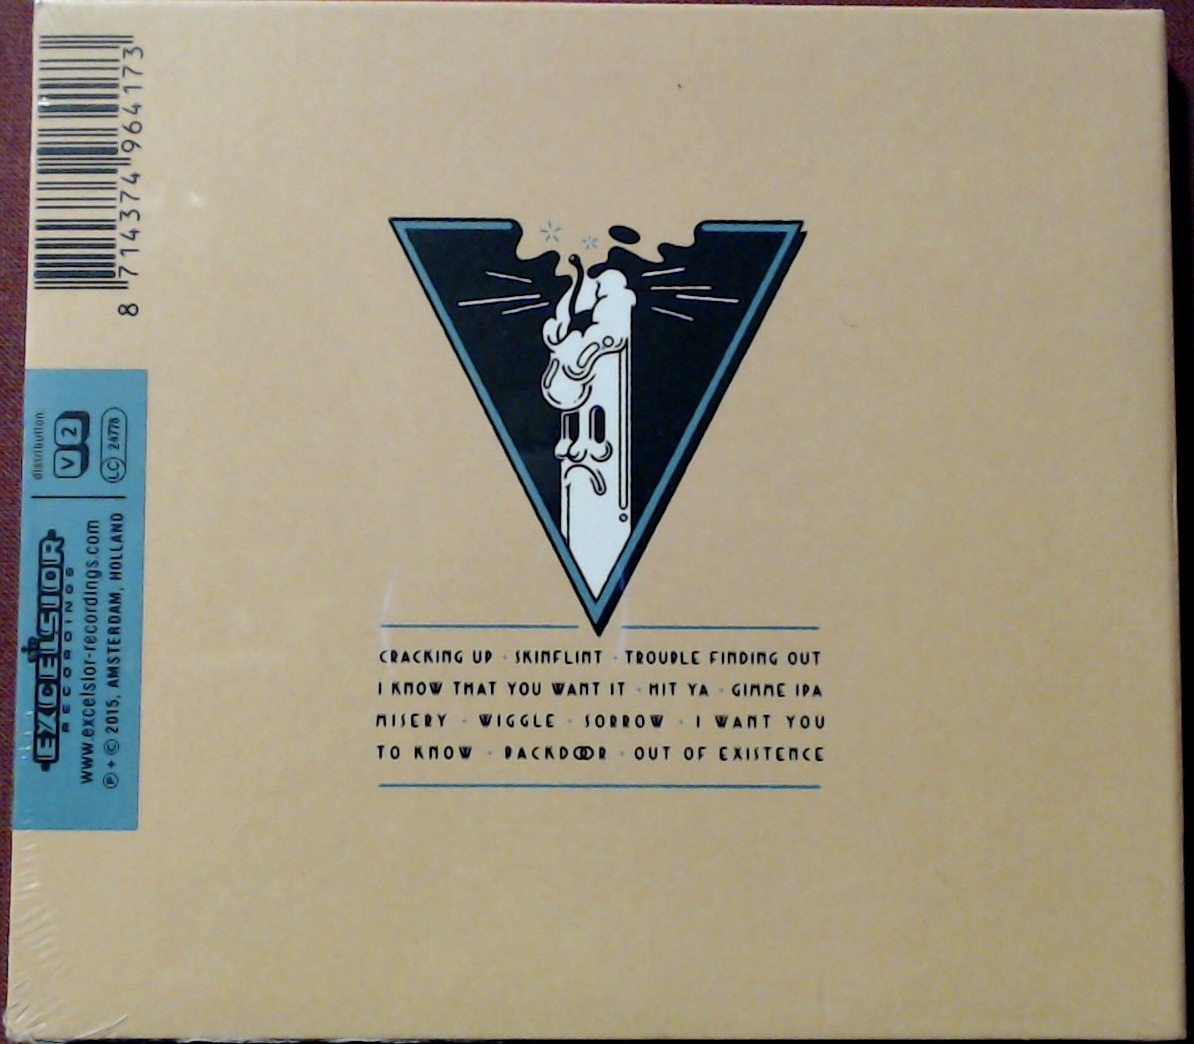 8 714374 964173
distribution
V2
LC 24778
EXCELSIOR
RECORDINGS
www.excelsior-recordings.com
℗ + © 2015, AMSTERDAM, HOLLAND
CRACKING UP · SKINFLINT · TROUBLE FINDING OUT
I KNOW THAT YOU WANT IT · HIT YA · GIMME IPA
MISERY · WIGGLE · SORROW · I WANT YOU
TO KNOW · BACKDOOR · OUT OF EXISTENCE